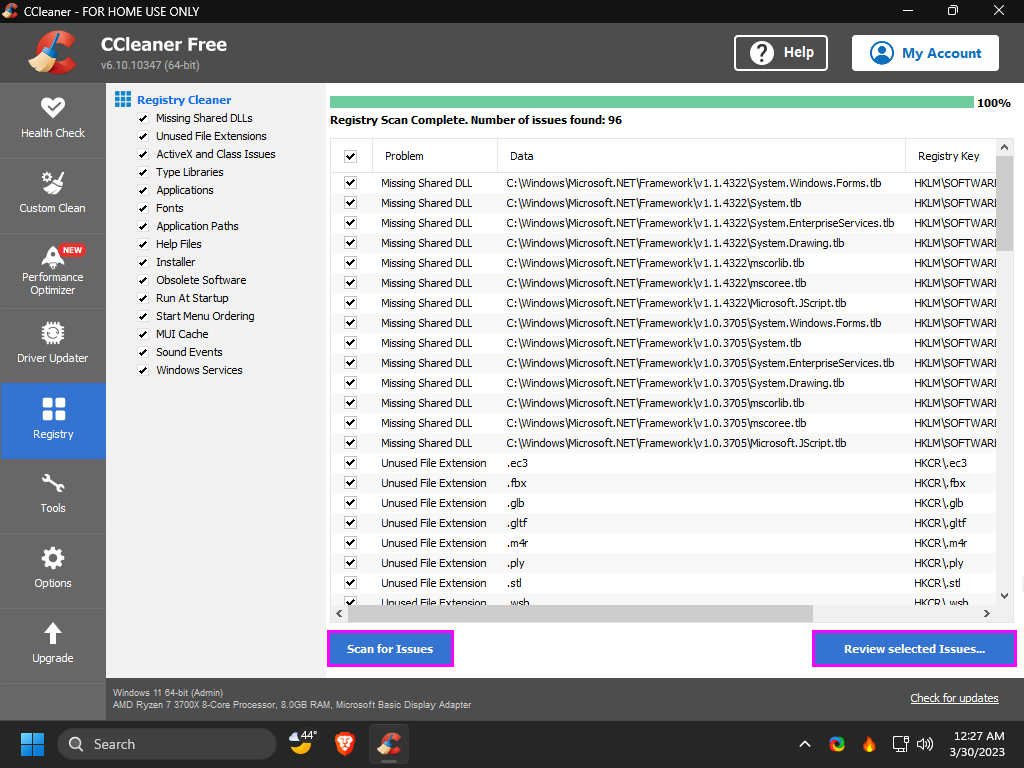 CCleaner - FOR HOME USE ONLY
CCleaner Free
v6.10.10347 (64-bit)
Help
My Account
Health Check
Custom Clean
NEW
Performance
Optimizer
Driver Updater
Registry
Tools
Options
Upgrade
Registry Cleaner
Missing Shared DLLs
Unused File Extensions
ActiveX and Class Issues
Type Libraries
Applications
Fonts
Application Paths
Help Files
Installer
Obsolete Software
Run At Startup
Start Menu Ordering
MUI Cache
Sound Events
Windows Services
100%
Registry Scan Complete. Number of issues found: 96
Problem Data Registry Key
Missing Shared DLL C:\Windows\Microsoft.NET\Framework\v1.1.4322\System.Windows.Forms.tlb HKLM\SOFTWARE
Missing Shared DLL C:\Windows\Microsoft.NET\Framework\v1.1.4322\System.tlb HKLM\SOFTWARE
Missing Shared DLL C:\Windows\Microsoft.NET\Framework\v1.1.4322\System.EnterpriseServices.tlb HKLM\SOFTWARE
Missing Shared DLL C:\Windows\Microsoft.NET\Framework\v1.1.4322\System.Drawing.tlb HKLM\SOFTWARE
Missing Shared DLL C:\Windows\Microsoft.NET\Framework\v1.1.4322\mscorlib.tlb HKLM\SOFTWARE
Missing Shared DLL C:\Windows\Microsoft.NET\Framework\v1.1.4322\mscoree.tlb HKLM\SOFTWARE
Missing Shared DLL C:\Windows\Microsoft.NET\Framework\v1.1.4322\Microsoft.JScript.tlb HKLM\SOFTWARE
Missing Shared DLL C:\Windows\Microsoft.NET\Framework\v1.0.3705\System.Windows.Forms.tlb HKLM\SOFTWARE
Missing Shared DLL C:\Windows\Microsoft.NET\Framework\v1.0.3705\System.tlb HKLM\SOFTWARE
Missing Shared DLL C:\Windows\Microsoft.NET\Framework\v1.0.3705\System.EnterpriseServices.tlb HKLM\SOFTWARE
Missing Shared DLL C:\Windows\Microsoft.NET\Framework\v1.0.3705\System.Drawing.tlb HKLM\SOFTWARE
Missing Shared DLL C:\Windows\Microsoft.NET\Framework\v1.0.3705\mscorlib.tlb HKLM\SOFTWARE
Missing Shared DLL C:\Windows\Microsoft.NET\Framework\v1.0.3705\mscoree.tlb HKLM\SOFTWARE
Missing Shared DLL C:\Windows\Microsoft.NET\Framework\v1.0.3705\Microsoft.JScript.tlb HKLM\SOFTWARE
Unused File Extension .ec3 HKCR\.ec3
Unused File Extension .fbx HKCR\.fbx
Unused File Extension .glb HKCR\.glb
Unused File Extension .gltf HKCR\.gltf
Unused File Extension .m4r HKCR\.m4r
Unused File Extension .ply HKCR\.ply
Unused File Extension .stl HKCR\.stl
Unused File Extension .wsb HKCR\.wsb
Scan for Issues
Review selected Issues...
Windows 11 64-bit (Admin)
AMD Ryzen 7 3700X 8-Core Processor, 8.0GB RAM, Microsoft Basic Display Adapter
Check for updates
Search
44°
12:27 AM
3/30/2023